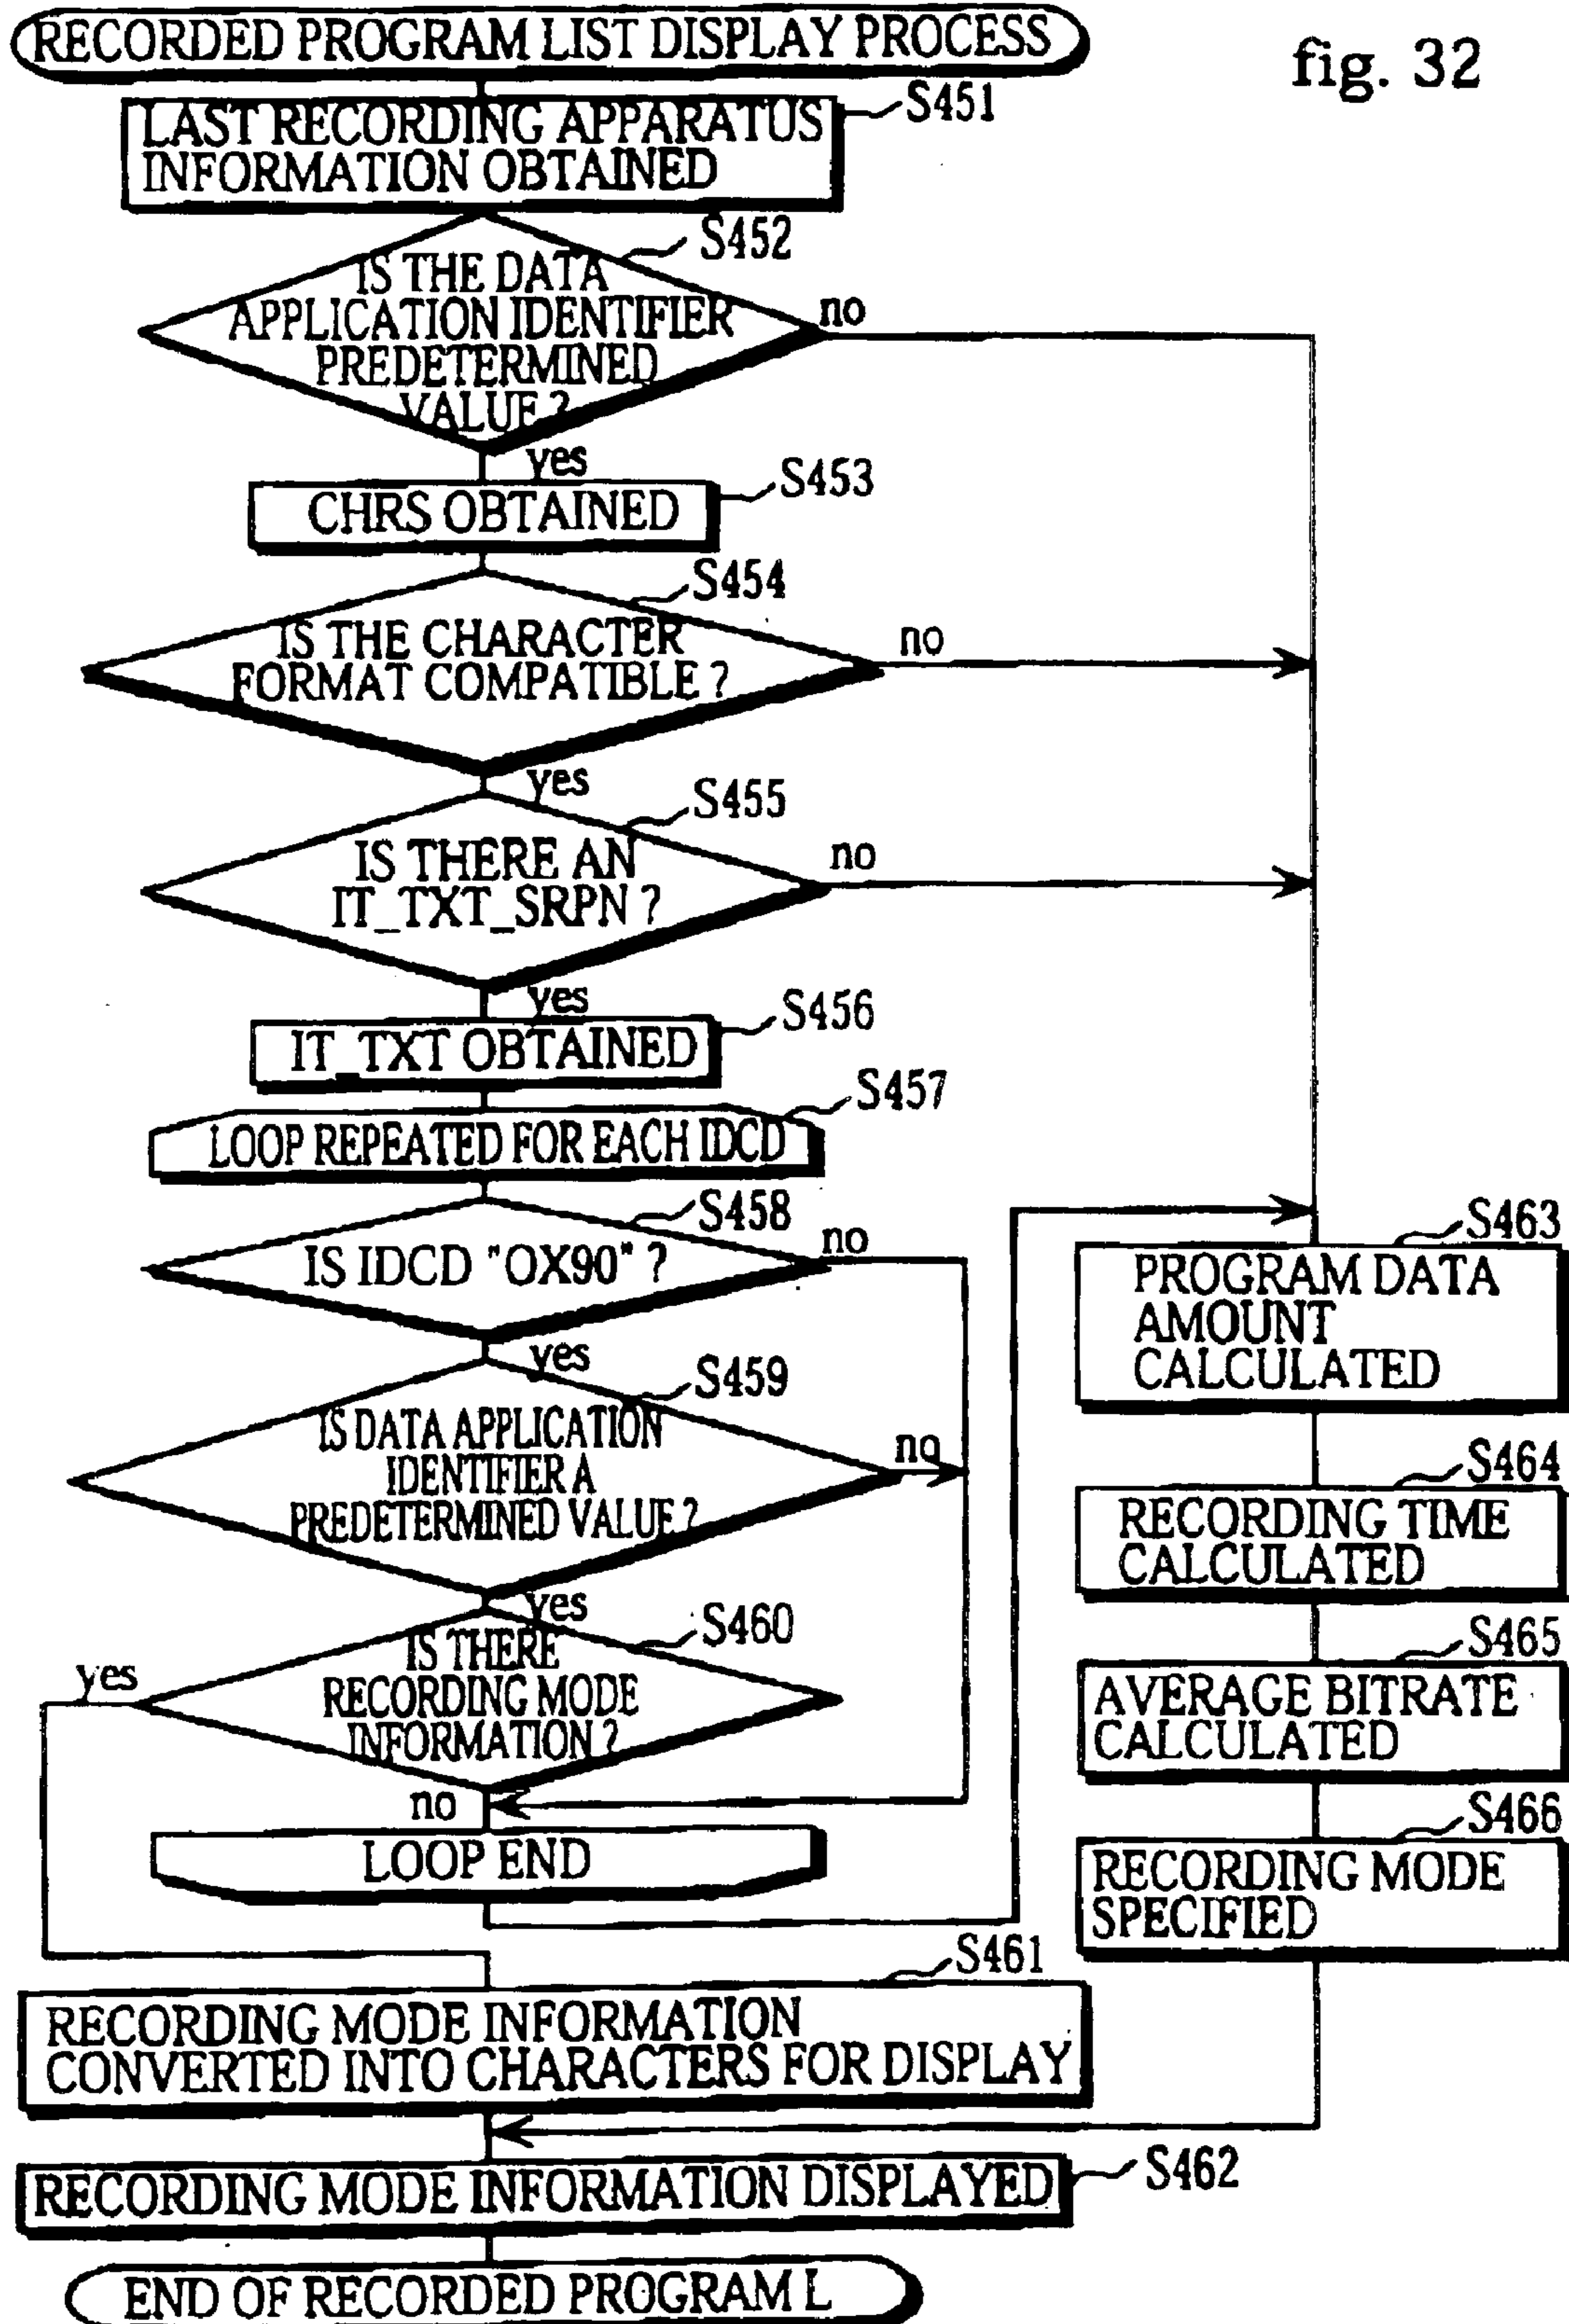 RECORDED PROGRAM LIST DISPLAY PROCESS
fig. 32
S451
LAST RECORDING APPARATUS
INFORMATION OBTAINED
S452
IS THE DATA
APPLICATION IDENTIFIER
PREDETERMINED
VALUE ?
no
yes
S453
CHRS OBTAINED
S454
IS THE CHARACTER
FORMAT COMPATIBLE ?
no
yes
S455
IS THERE AN
IT_TXT_SRPN ?
no
yes
S456
IT_TXT OBTAINED
S457
LOOP REPEATED FOR EACH IDCD
S458
IS IDCD "OX90" ?
no
yes
S459
IS DATA APPLICATION
IDENTIFIER A
PREDETERMINED VALUE ?
no
yes
S460
IS THERE
RECORDING MODE
INFORMATION ?
yes
no
LOOP END
S463
PROGRAM DATA
AMOUNT
CALCULATED
S464
RECORDING TIME
CALCULATED
S465
AVERAGE BITRATE
CALCULATED
S466
RECORDING MODE
SPECIFIED
S461
RECORDING MODE INFORMATION
CONVERTED INTO CHARACTERS FOR DISPLAY
S462
RECORDING MODE INFORMATION DISPLAYED
END OF RECORDED PROGRAM L